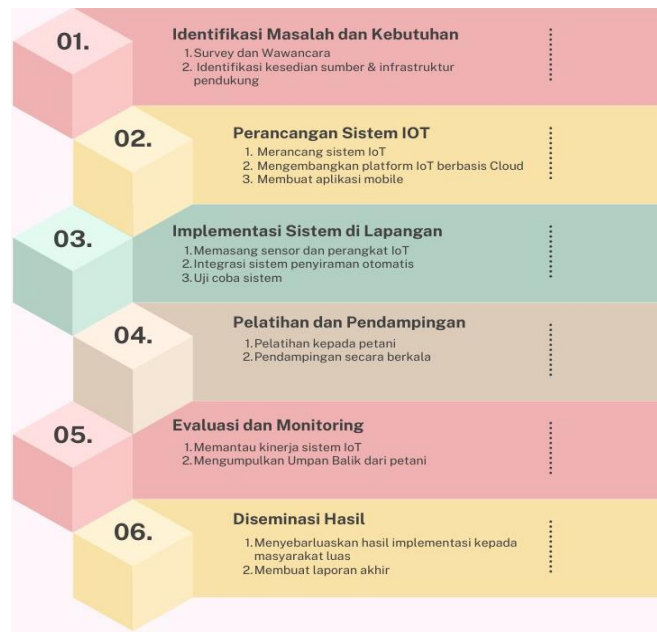 01.
Identifikasi Masalah dan Kebutuhan
1. Survey dan Wawancara
2. Identifikasi kesedian sumber & infrastruktur
pendukung
02.
Perancangan Sistem IOT
1. Merancang sistem IoT
2. Mengembangkan platform IoT berbasis Cloud
3. Membuat aplikasi mobile
03.
Implementasi Sistem di Lapangan
1. Memasang sensor dan perangkat IoT
2. Integrasi sistem penyiraman otomatis
3. Uji coba sistem
04.
Pelatihan dan Pendampingan
1. Pelatihan kepada petani
2. Pendampingan secara berkala
05.
Evaluasi dan Monitoring
1. Memantau kinerja sistem IoT
2. Mengumpulkan Umpan Balik dari petani
06.
Diseminasi Hasil
1. Menyebarluaskan hasil implementasi kepada
masyarakat luas
2. Membuat laporan akhir